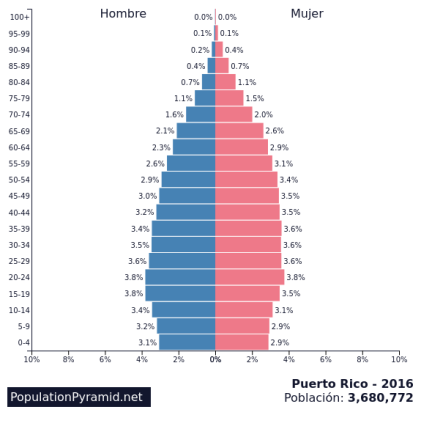 Hombre Mujer
100+ 0.0% 0.0%
95-99 0.1% 0.1%
90-94 0.2% 0.4%
85-89 0.4% 0.7%
80-84 0.7% 1.1%
75-79 1.1% 1.5%
70-74 1.6% 2.0%
65-69 2.1% 2.6%
60-64 2.3% 2.9%
55-59 2.6% 3.1%
50-54 2.9% 3.4%
45-49 3.0% 3.5%
40-44 3.2% 3.5%
35-39 3.4% 3.6%
30-34 3.5% 3.6%
25-29 3.6% 3.6%
20-24 3.8% 3.8%
15-19 3.8% 3.5%
10-14 3.4% 3.1%
5-9 3.2% 2.9%
0-4 3.1% 2.9%
10% 8% 6% 4% 2% 0% 2% 4% 6% 8% 10%
Puerto Rico - 2016
PopulationPyramid.net Población: 3,680,772